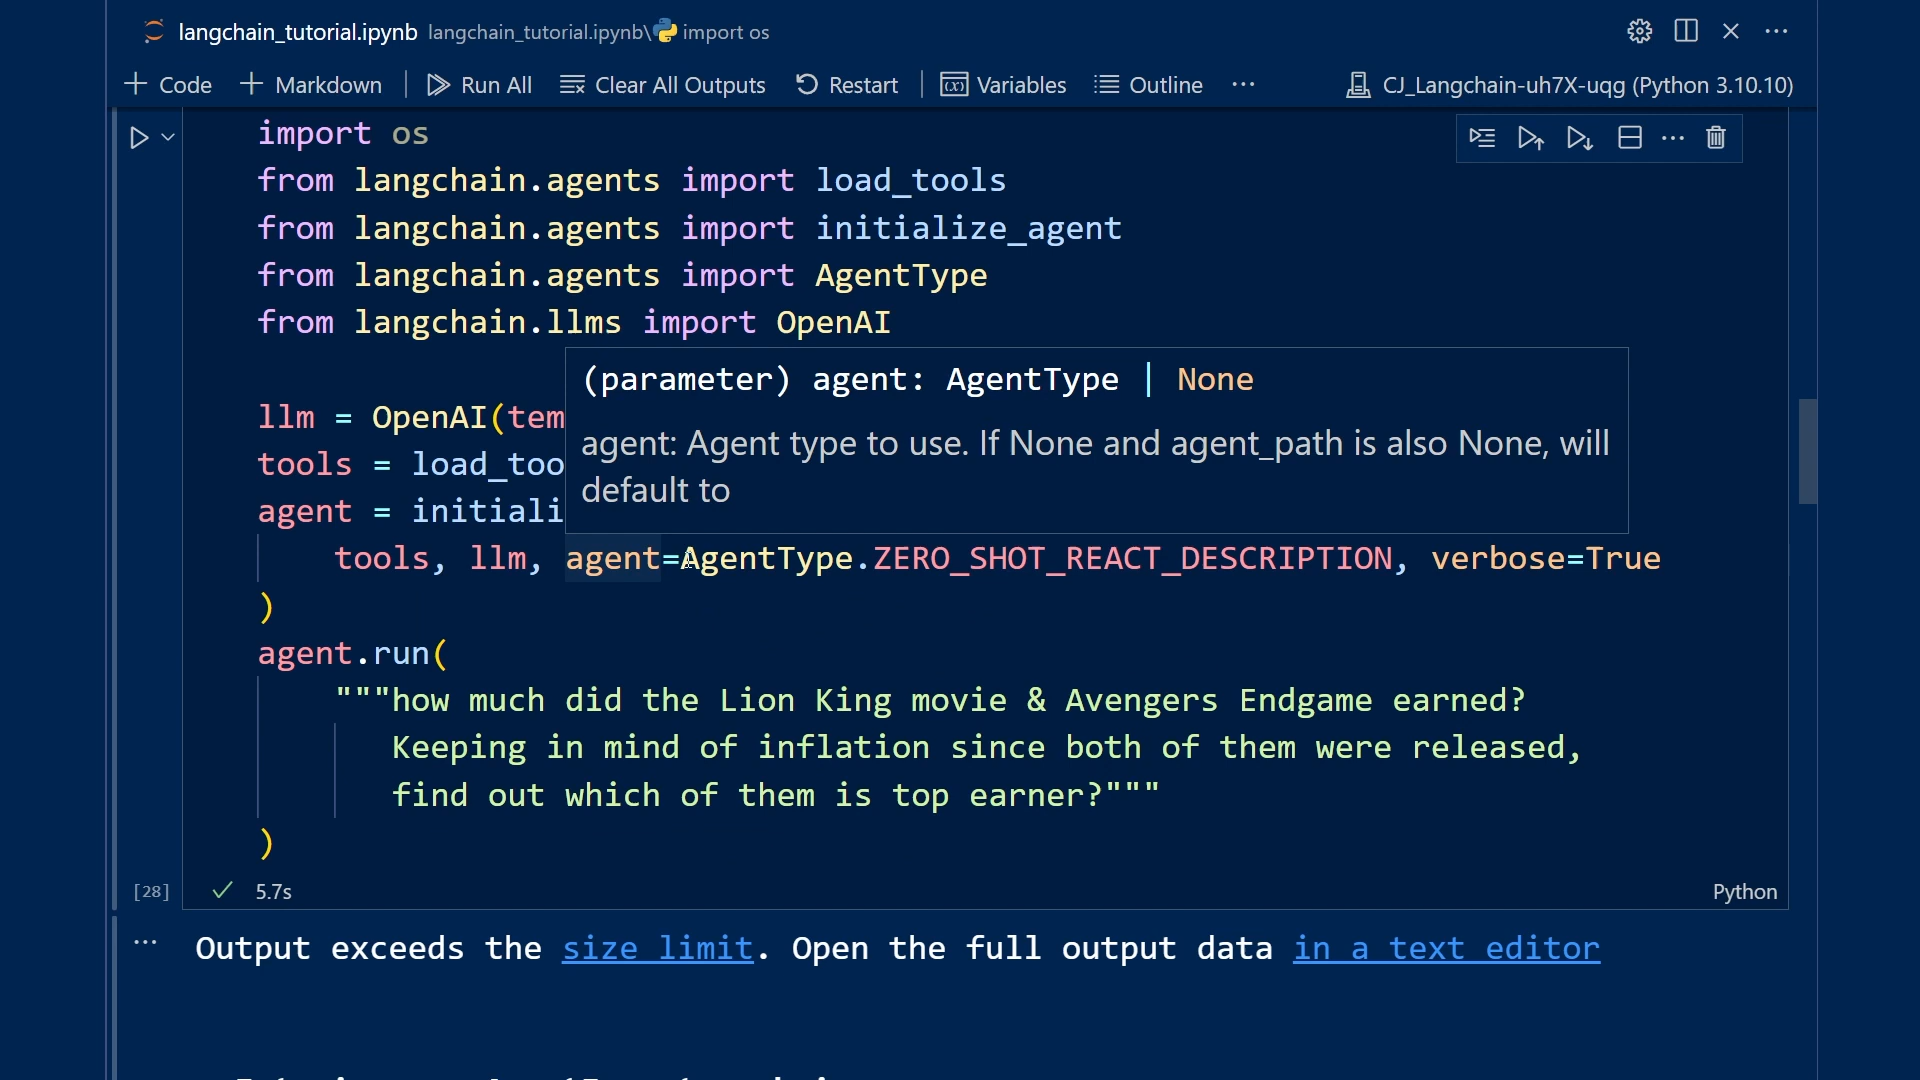 langchain_tutorial.ipynb langchain_tutorial.ipynb\ import os
Code Markdown Run All Clear All Outputs Restart Variables Outline ... CJ_Langchain-uh7X-uqg (Python 3.10.10)
import os
from langchain.agents import load_tools
from langchain.agents import initialize_agent
from langchain.agents import AgentType
from langchain.llms import OpenAI
(parameter) agent: AgentType | None
agent: Agent type to use. If None and agent_path is also None, will
default to
llm = OpenAI(tem
tools = load_too
agent = initiali
tools, llm, agent=AgentType.ZERO_SHOT_REACT_DESCRIPTION, verbose=True
)
agent.run(
"""how much did the Lion King movie & Avengers Endgame earned?
Keeping in mind of inflation since both of them were released,
find out which of them is top earner?"""
)
[28] 5.7s Python
Output exceeds the size limit. Open the full output data in a text editor